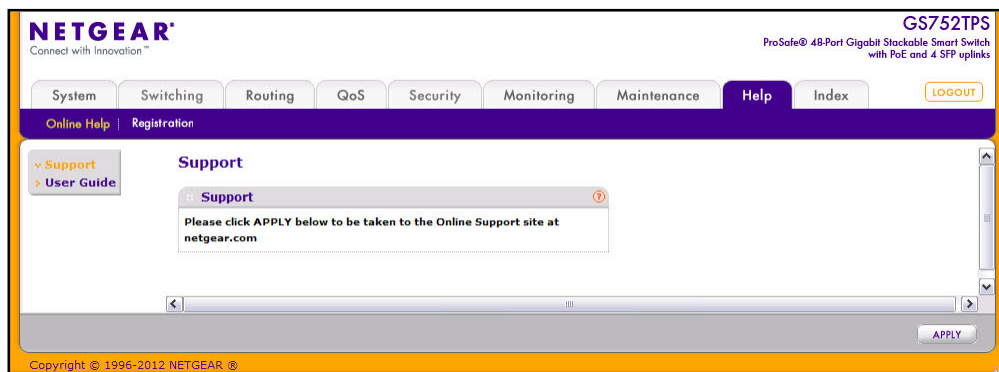 NETGEAR®
Connect with Innovation™
GS752TPS
ProSafe® 48-Port Gigabit Stackable Smart Switch
with PoE and 4 SFP uplinks
System Switching Routing QoS Security Monitoring Maintenance Help Index LOGOUT
Online Help | Registration
Support
User Guide
Support
Support ?
Please click APPLY below to be taken to the Online Support site at
netgear.com
APPLY
Copyright © 1996-2012 NETGEAR ®